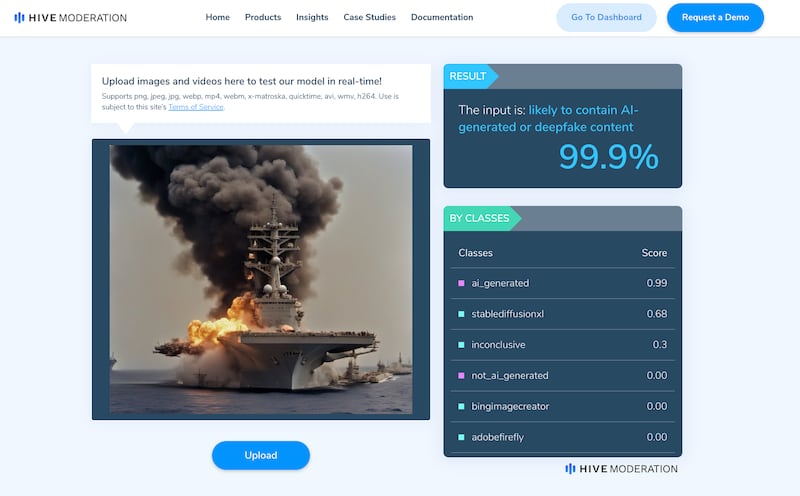 HIVE MODERATION
Home Products Insights Case Studies Documentation
Go To Dashboard
Request a Demo
Upload images and videos here to test our model in real-time!
Supports png, jpeg, jpg, webp, mp4, webm, x-matroska, quicktime, avi, wmv, h264. Use is
subject to this site's Terms of Service.
Upload
RESULT
The input is: likely to contain AI-
generated or deepfake content
99.9%
BY CLASSES
Classes Score
ai_generated 0.99
stablediffusionxl 0.68
inconclusive 0.3
not_ai_generated 0.00
bingimagecreator 0.00
adobefirefly 0.00
HIVE MODERATION